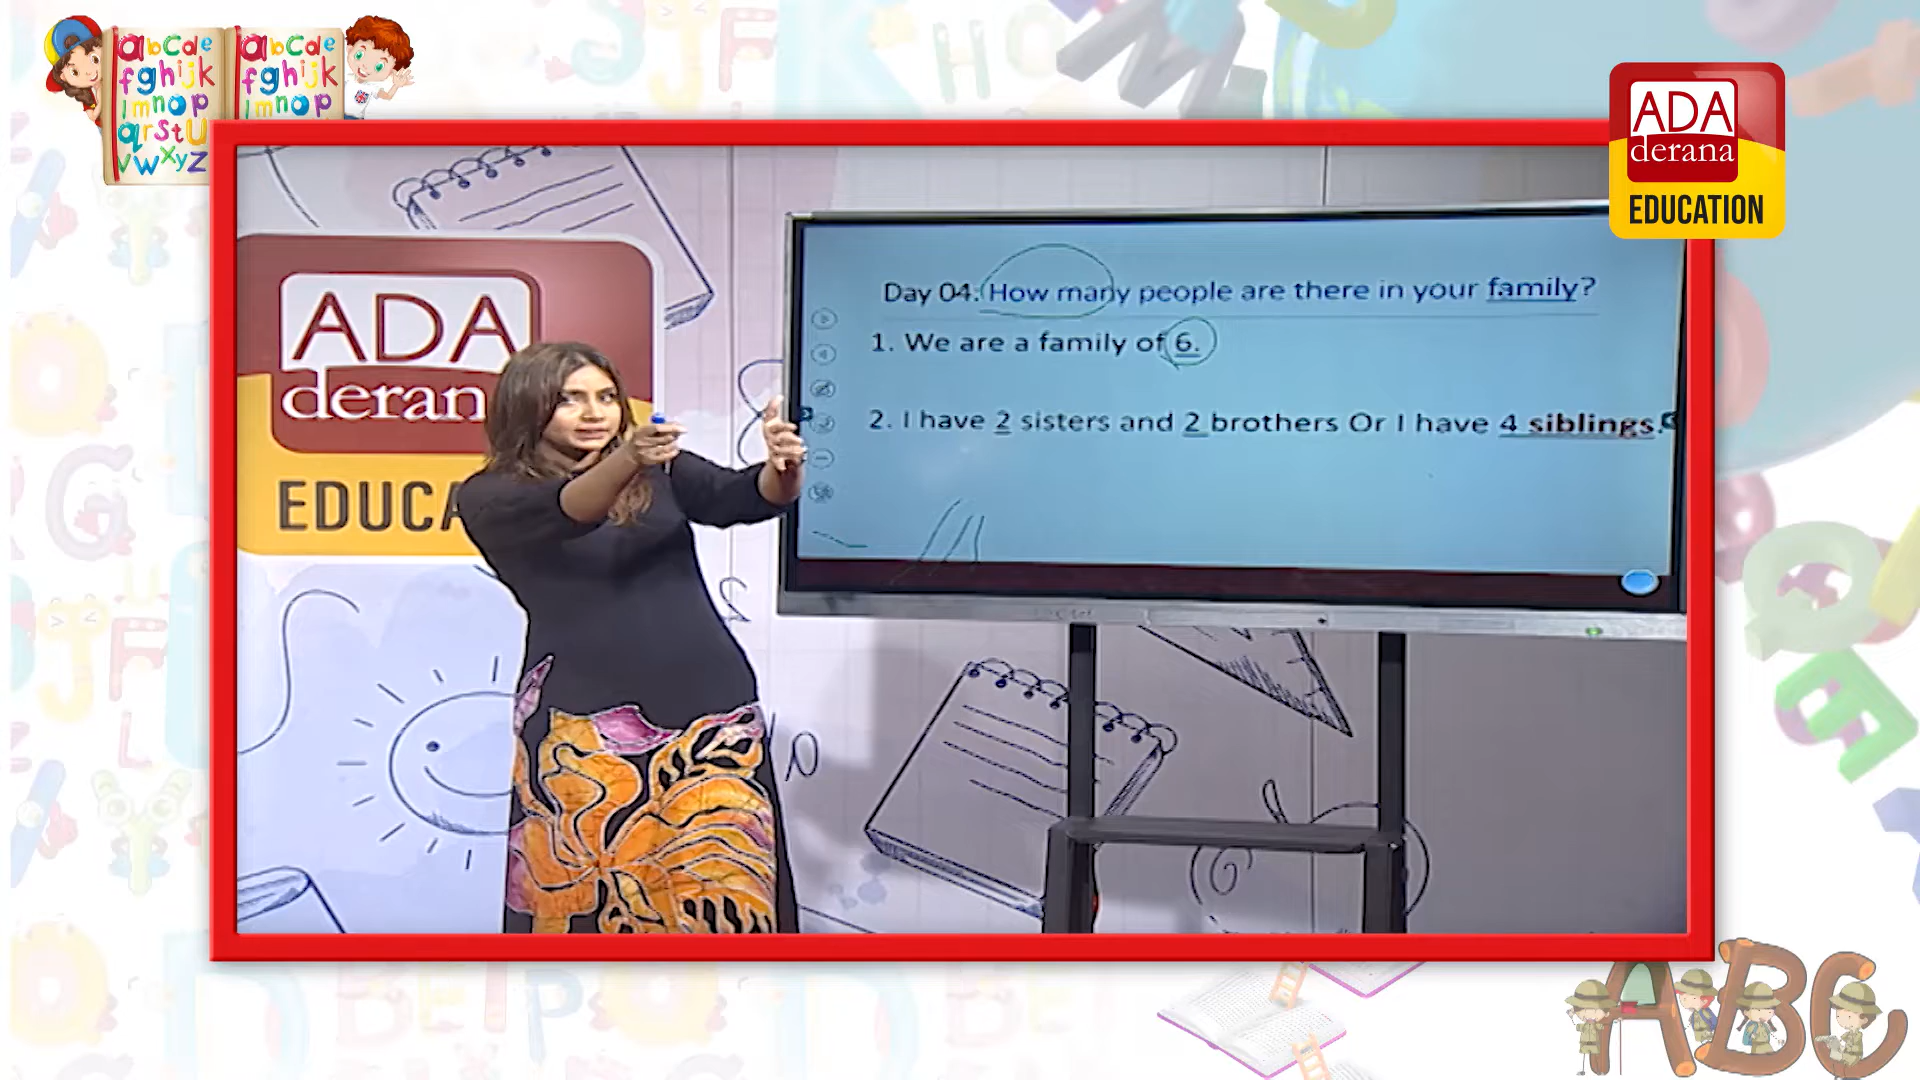 abcde
fghijk
lmnop
qrstu
vwxyz
abcde
fghijk
lmnop
ADA
derana
EDUCATION
ADA
deran
EDUCA
Day 04: How many people are there in your family?
1. We are a family of 6.
2. I have 2 sisters and 2 brothers Or I have 4 siblings.
ABC